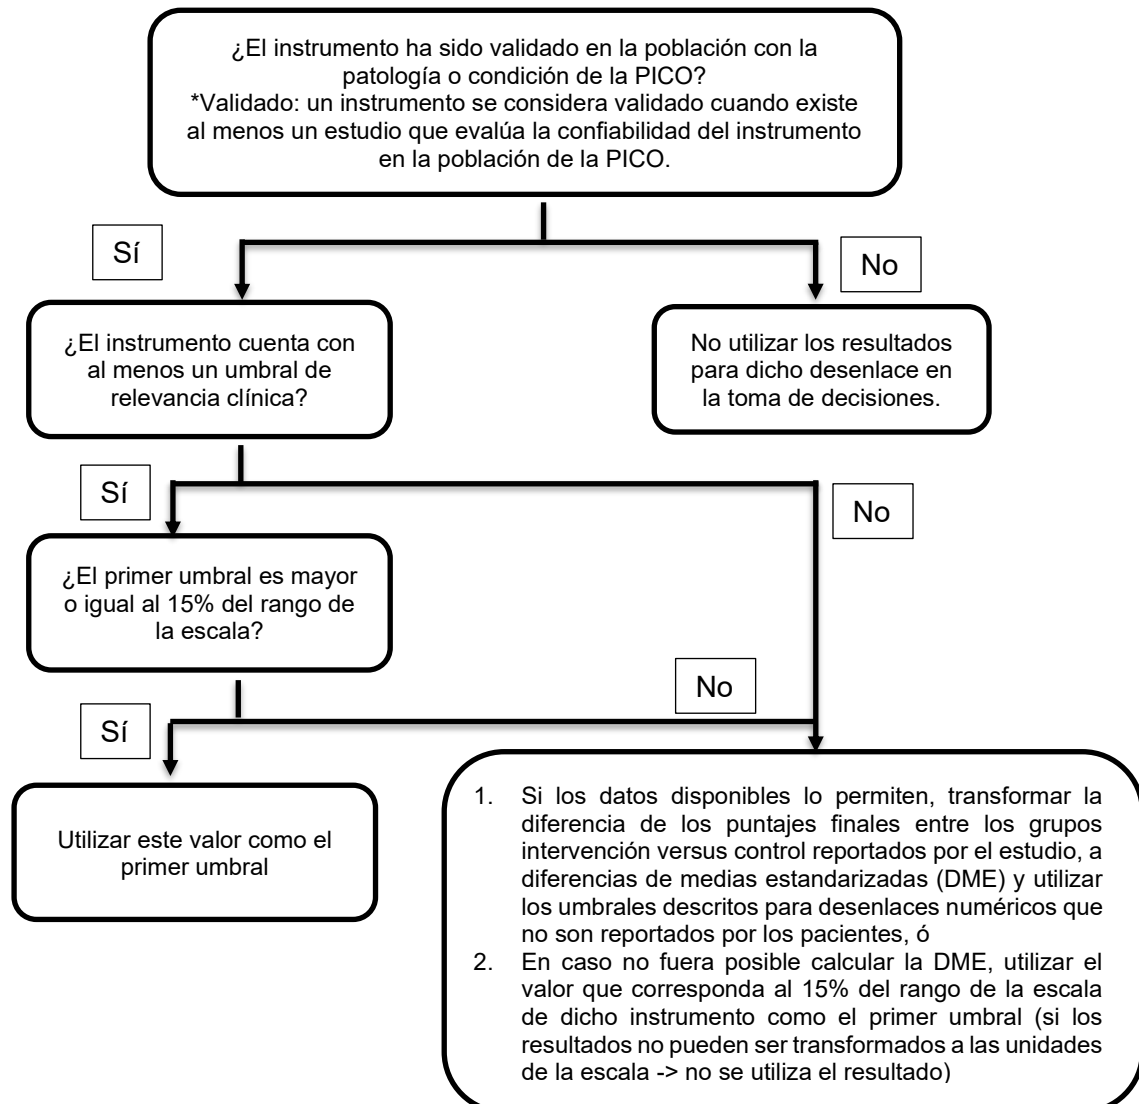 ¿El instrumento ha sido validado en la población con la
patología o condición de la PICO?
*Validado: un instrumento se considera validado cuando existe
al menos un estudio que evalúa la confiabilidad del instrumento
en la población de la PICO.
Sí
No
¿El instrumento cuenta con
al menos un umbral de
relevancia clínica?
No utilizar los resultados
para dicho desenlace en
la toma de decisiones.
Sí
No
¿El primer umbral es mayor
o igual al 15% del rango de
la escala?
No
Sí
Utilizar este valor como el
primer umbral
1. Si los datos disponibles lo permiten, transformar la
diferencia de los puntajes finales entre los grupos
intervención versus control reportados por el estudio, a
diferencias de medias estandarizadas (DME) y utilizar
los umbrales descritos para desenlaces numéricos que
no son reportados por los pacientes, ó
2. En caso no fuera posible calcular la DME, utilizar el
valor que corresponda al 15% del rango de la escala
de dicho instrumento como el primer umbral (si los
resultados no pueden ser transformados a las unidades
de la escala -> no se utiliza el resultado)